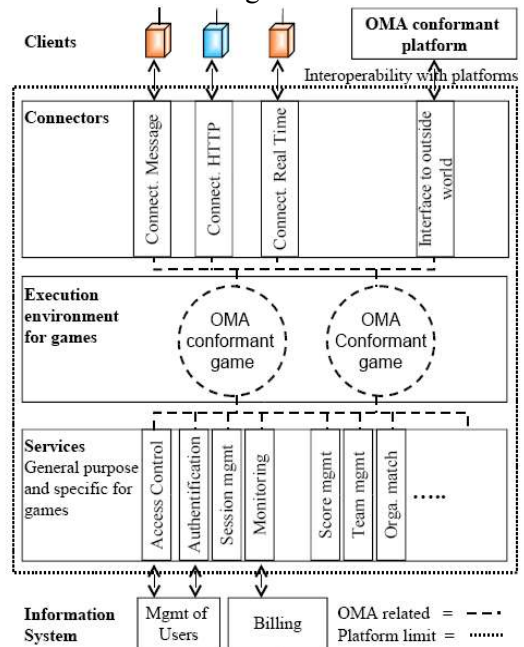 Clients
OMA conformant
platform
Interoperability with platforms
Connectors
Connect. Message
Connect. HTTP
Connect. Real Time
Interface to outside
world
Execution
environment
for games
OMA
conformant
game
OMA
Conformant
game
Services
General purpose
and specific for
games
Access Control
Authentification
Session mgmt
Monitoring
Score mgmt
Team mgmt
Orga. match
.....
Information
System
Mgmt of
Users
Billing
OMA related =
Platform limit =